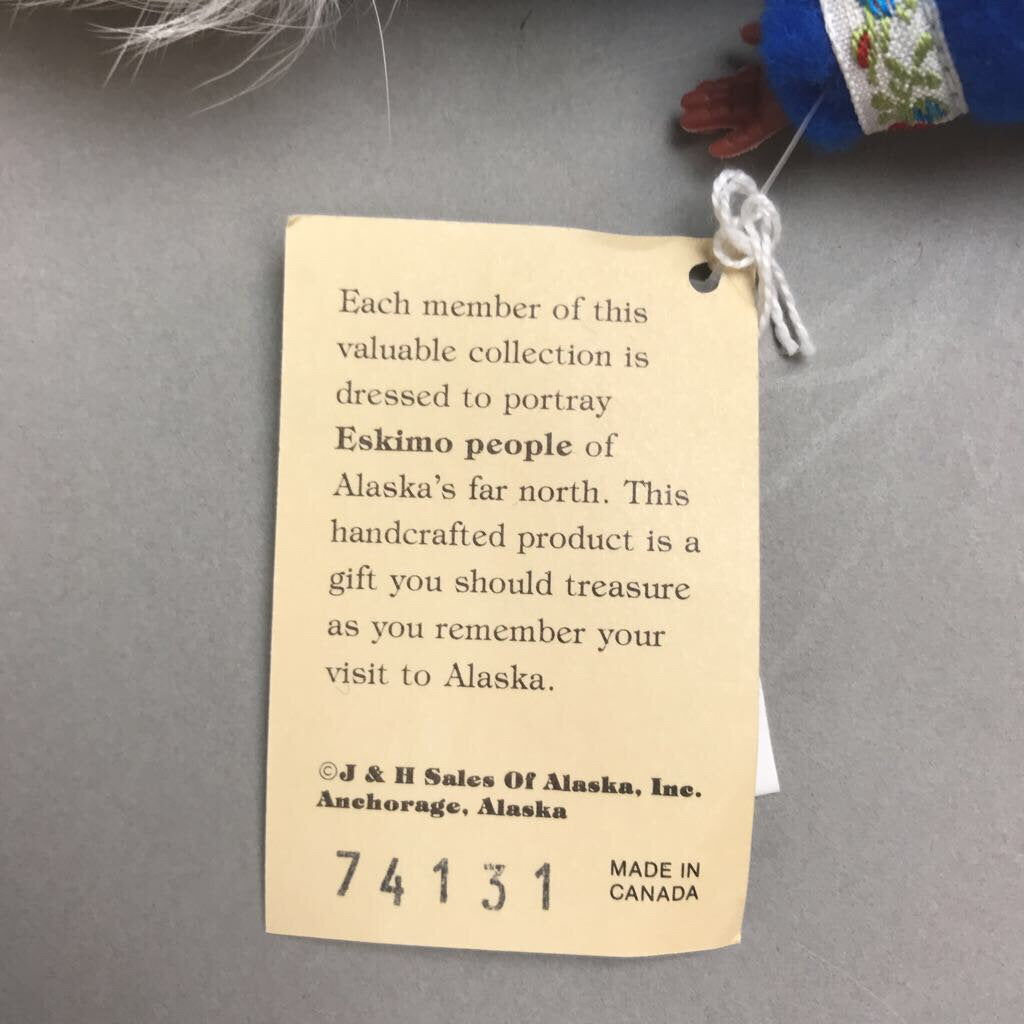 Each member of this
valuable collection is
dressed to portray
Eskimo people of
Alaska's far north. This
handcrafted product is a
gift you should treasure
as you remember your
visit to Alaska.
©J & H Sales Of Alaska, Inc.
Anchorage, Alaska
74131
MADE IN
CANADA